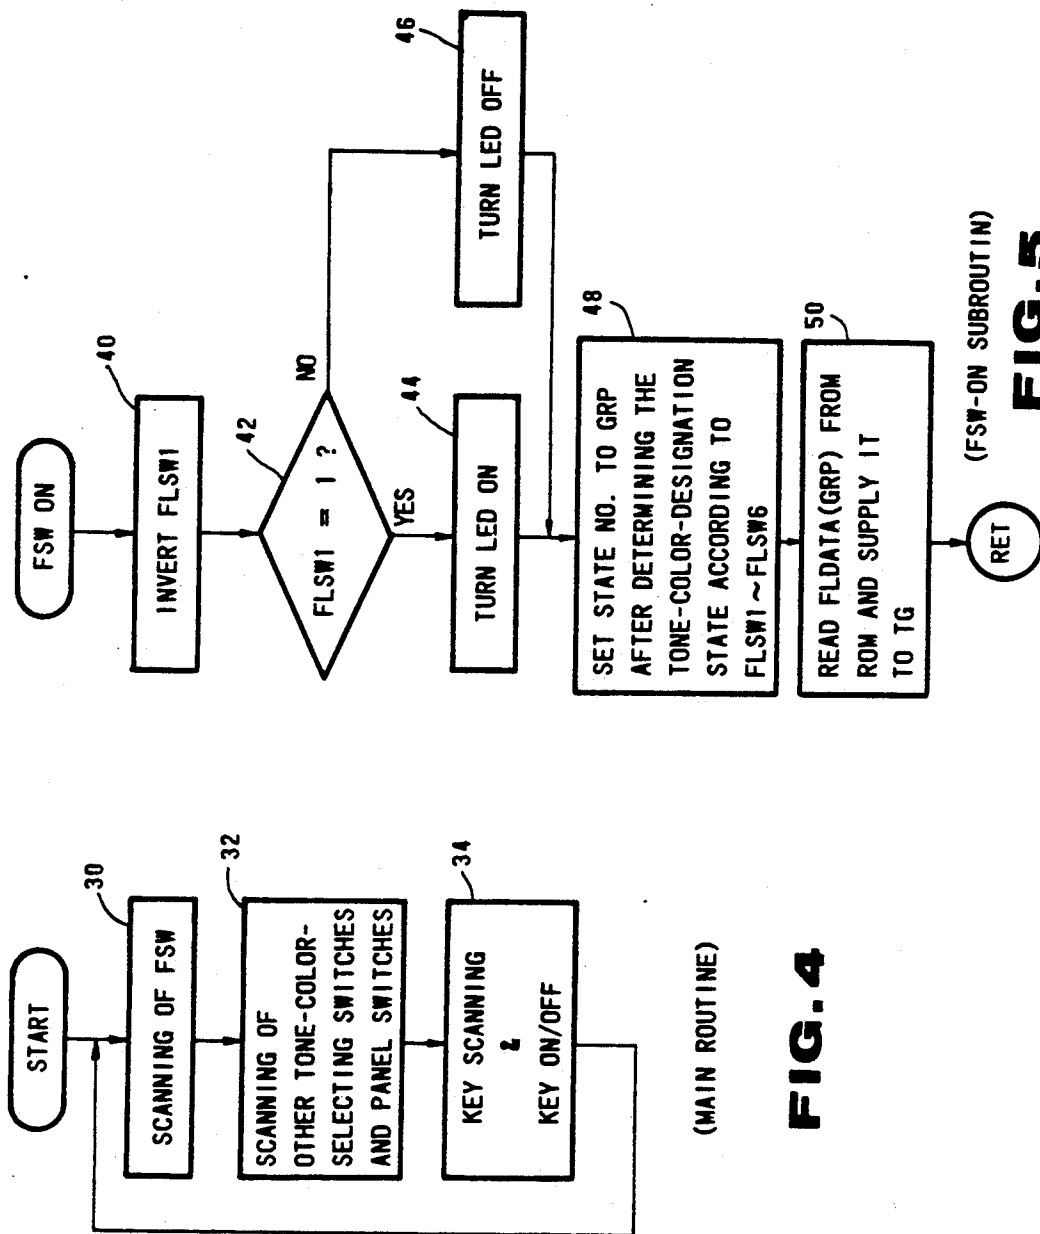 START
30
SCANNING OF FSW
32
SCANNING OF
OTHER TONE-COLOR-
SELECTING SWITCHES
AND PANEL SWITCHES
34
KEY SCANNING
&
KEY ON/OFF
(MAIN ROUTINE)
FIG.4
FSW ON
40
INVERT FLSW1
42
FLSW1 = 1 ?
NO
YES
44
TURN LED ON
46
TURN LED OFF
48
SET STATE NO. TO GRP
AFTER DETERMINING THE
TONE-COLOR-DESIGNATION
STATE ACCORDING TO
FLSW1~FLSW6
50
READ FLDATA(GRP) FROM
ROM AND SUPPLY IT
TO TG
RET
(FSW-ON SUBROUTIN)
FIG.5